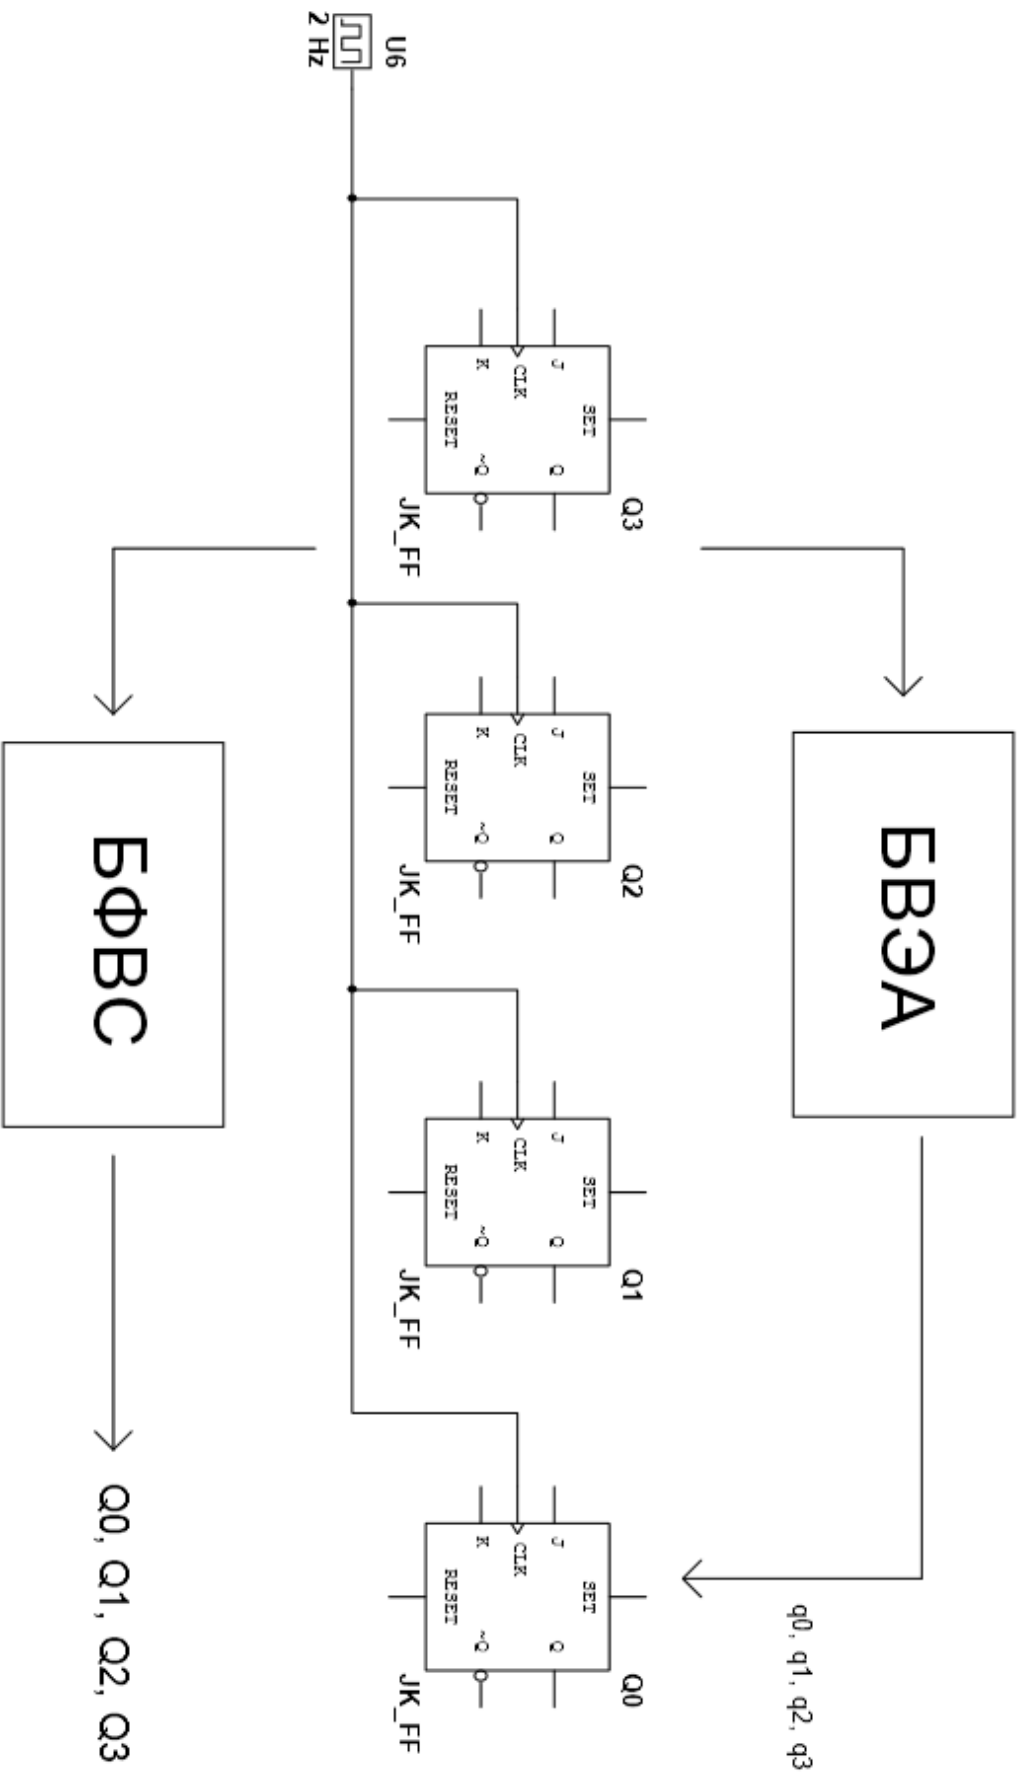 БВЭА
q0, q1, q2, q3
Q3
SET
J
Q
CLK
K
~Q
RESET
JK_FF
Q2
SET
J
Q
CLK
K
~Q
RESET
JK_FF
Q1
SET
J
Q
CLK
K
~Q
RESET
JK_FF
Q0
SET
J
Q
CLK
K
~Q
RESET
JK_FF
U6
2 Hz
БФВС
Q0, Q1, Q2, Q3